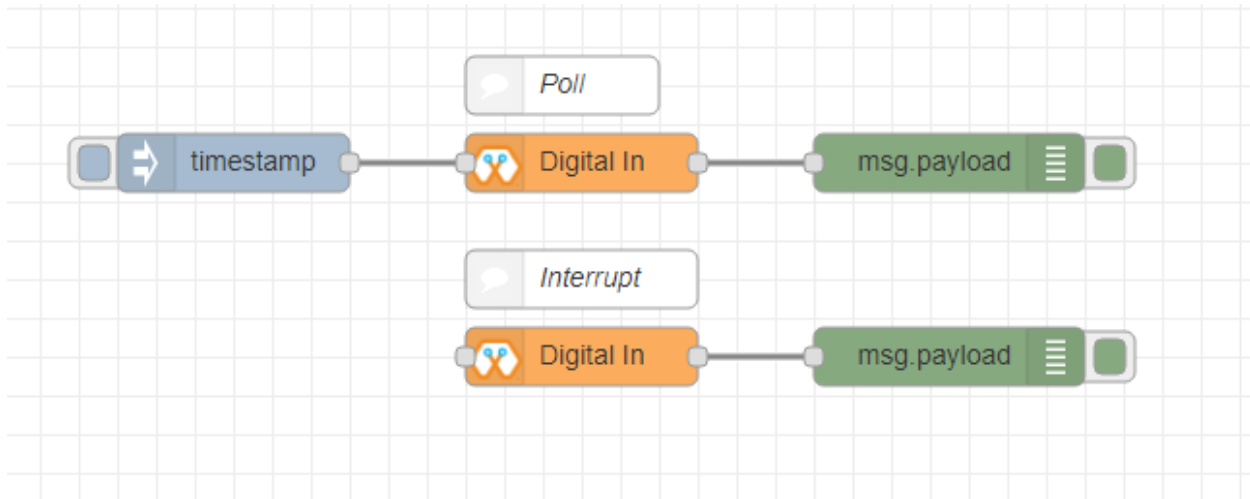 Poll
timestamp
Digital In
msg.payload
Interrupt
Digital In
msg.payload